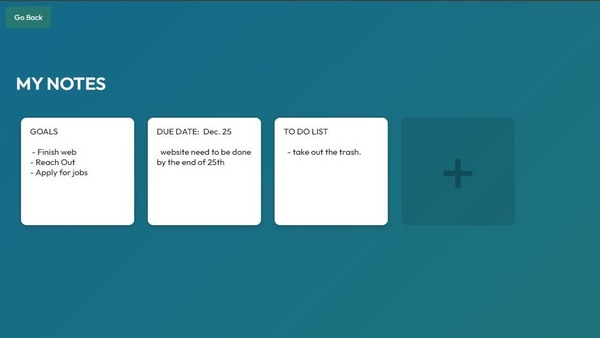 Go Back
MY NOTES
GOALS
- Finish web
- Reach Out
- Apply for jobs
DUE DATE: Dec. 25
website need to be done
by the end of 25th
TO DO LIST
- take out the trash.
+